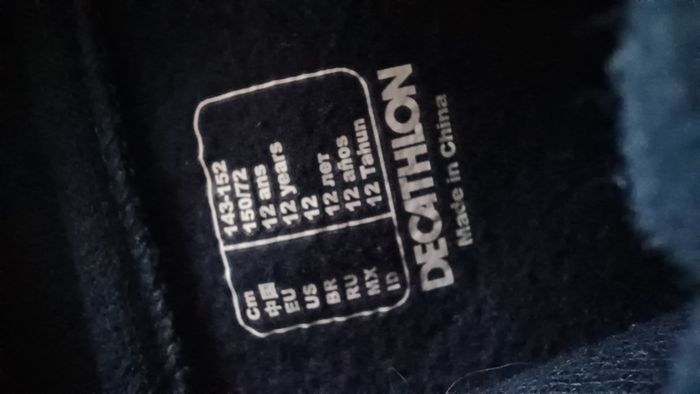 Cm 143-152
中國 150/72
EU 12 ans
US 12 years
BR 12
RU 12 лет
MX 12 años
ID 12 Tahun
DECATHLON
Made in China